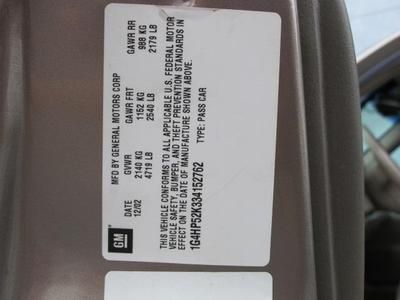 MFD BY GENERAL MOTORS CORP
DATE GVWR GAWR FRT GAWR RR
12/02 2140 KG 1152 KG 988 KG
4719 LB 2540 LB 2179 LB
THIS VEHICLE CONFORMS TO ALL APPLICABLE U.S. FEDERAL MOTOR
VEHICLE SAFETY, BUMPER, AND THEFT PREVENTION STANDARDS IN
EFFECT ON THE DATE OF MANUFACTURE SHOWN ABOVE.
1G4HP52K334152762 TYPE: PASS CAR
GM